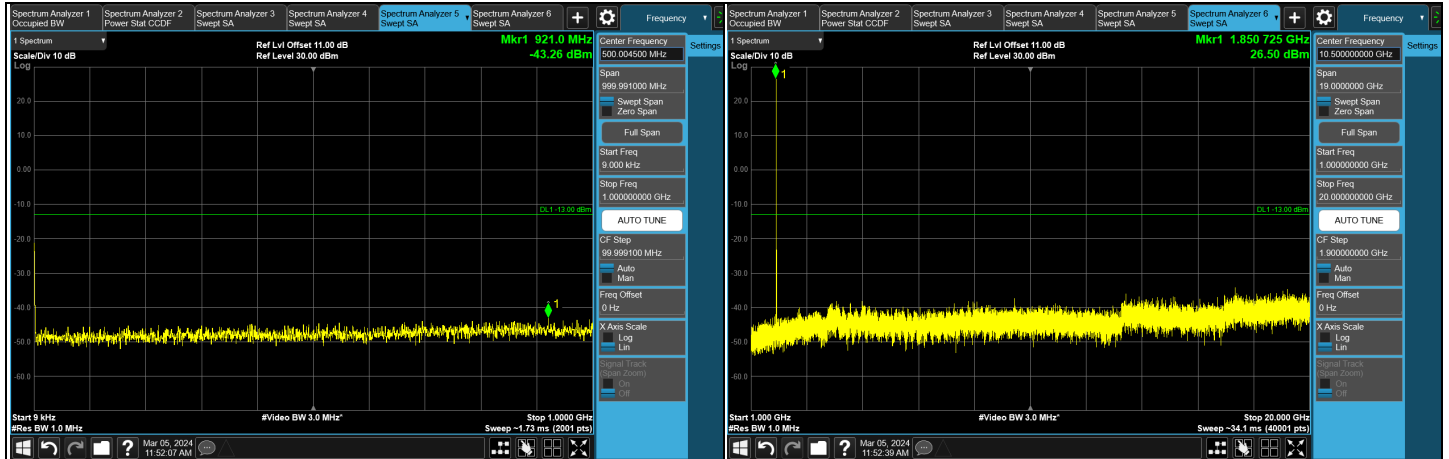 Spectrum Analyzer 1
Occupied BW
Spectrum Analyzer 2
Power Stat CCDF
Spectrum Analyzer 3
Swept SA
Spectrum Analyzer 4
Swept SA
Spectrum Analyzer 5
Swept SA
Spectrum Analyzer 6
Swept SA
+
Frequency
1 Spectrum
Scale/Div 10 dB
Log
Ref Lvl Offset 11.00 dB
Ref Level 30.00 dBm
Mkr1 921.0 MHz
-43.26 dBm
20.0
10.0
0.00
-10.0
-20.0
-30.0
-40.0
-50.0
-60.0
DL1 -13.00 dBm
1
Start 9 kHz
#Res BW 1.0 MHz
#Video BW 3.0 MHz*
Stop 1.0000 GHz
Sweep ~1.73 ms (2001 pts)
Center Frequency
500.004500 MHz
Span
999.991000 MHz
Swept Span
Zero Span
Full Span
Start Freq
9.000 kHz
Stop Freq
1.000000000 GHz
AUTO TUNE
CF Step
99.999100 MHz
Auto
Man
Freq Offset
0 Hz
X Axis Scale
Log
Lin
Signal Track
(Span Zoom)
On
Off
Settings
?
Mar 05, 2024
11:52:07 AM
Spectrum Analyzer 1
Occupied BW
Spectrum Analyzer 2
Power Stat CCDF
Spectrum Analyzer 3
Swept SA
Spectrum Analyzer 4
Swept SA
Spectrum Analyzer 5
Swept SA
Spectrum Analyzer 6
Swept SA
+
Frequency
1 Spectrum
Scale/Div 10 dB
Log
Ref Lvl Offset 11.00 dB
Ref Level 30.00 dBm
Mkr1 1.850 725 GHz
26.50 dBm
1
20.0
10.0
0.00
-10.0
-20.0
-30.0
-40.0
-50.0
-60.0
DL1 -13.00 dBm
Start 1.000 GHz
#Res BW 1.0 MHz
#Video BW 3.0 MHz*
Stop 20.000 GHz
Sweep ~34.1 ms (40001 pts)
Center Frequency
10.500000000 GHz
Span
19.0000000 GHz
Swept Span
Zero Span
Full Span
Start Freq
1.000000000 GHz
Stop Freq
20.000000000 GHz
AUTO TUNE
CF Step
1.900000000 GHz
Auto
Man
Freq Offset
0 Hz
X Axis Scale
Log
Lin
Signal Track
(Span Zoom)
On
Off
Settings
?
Mar 05, 2024
11:52:39 AM